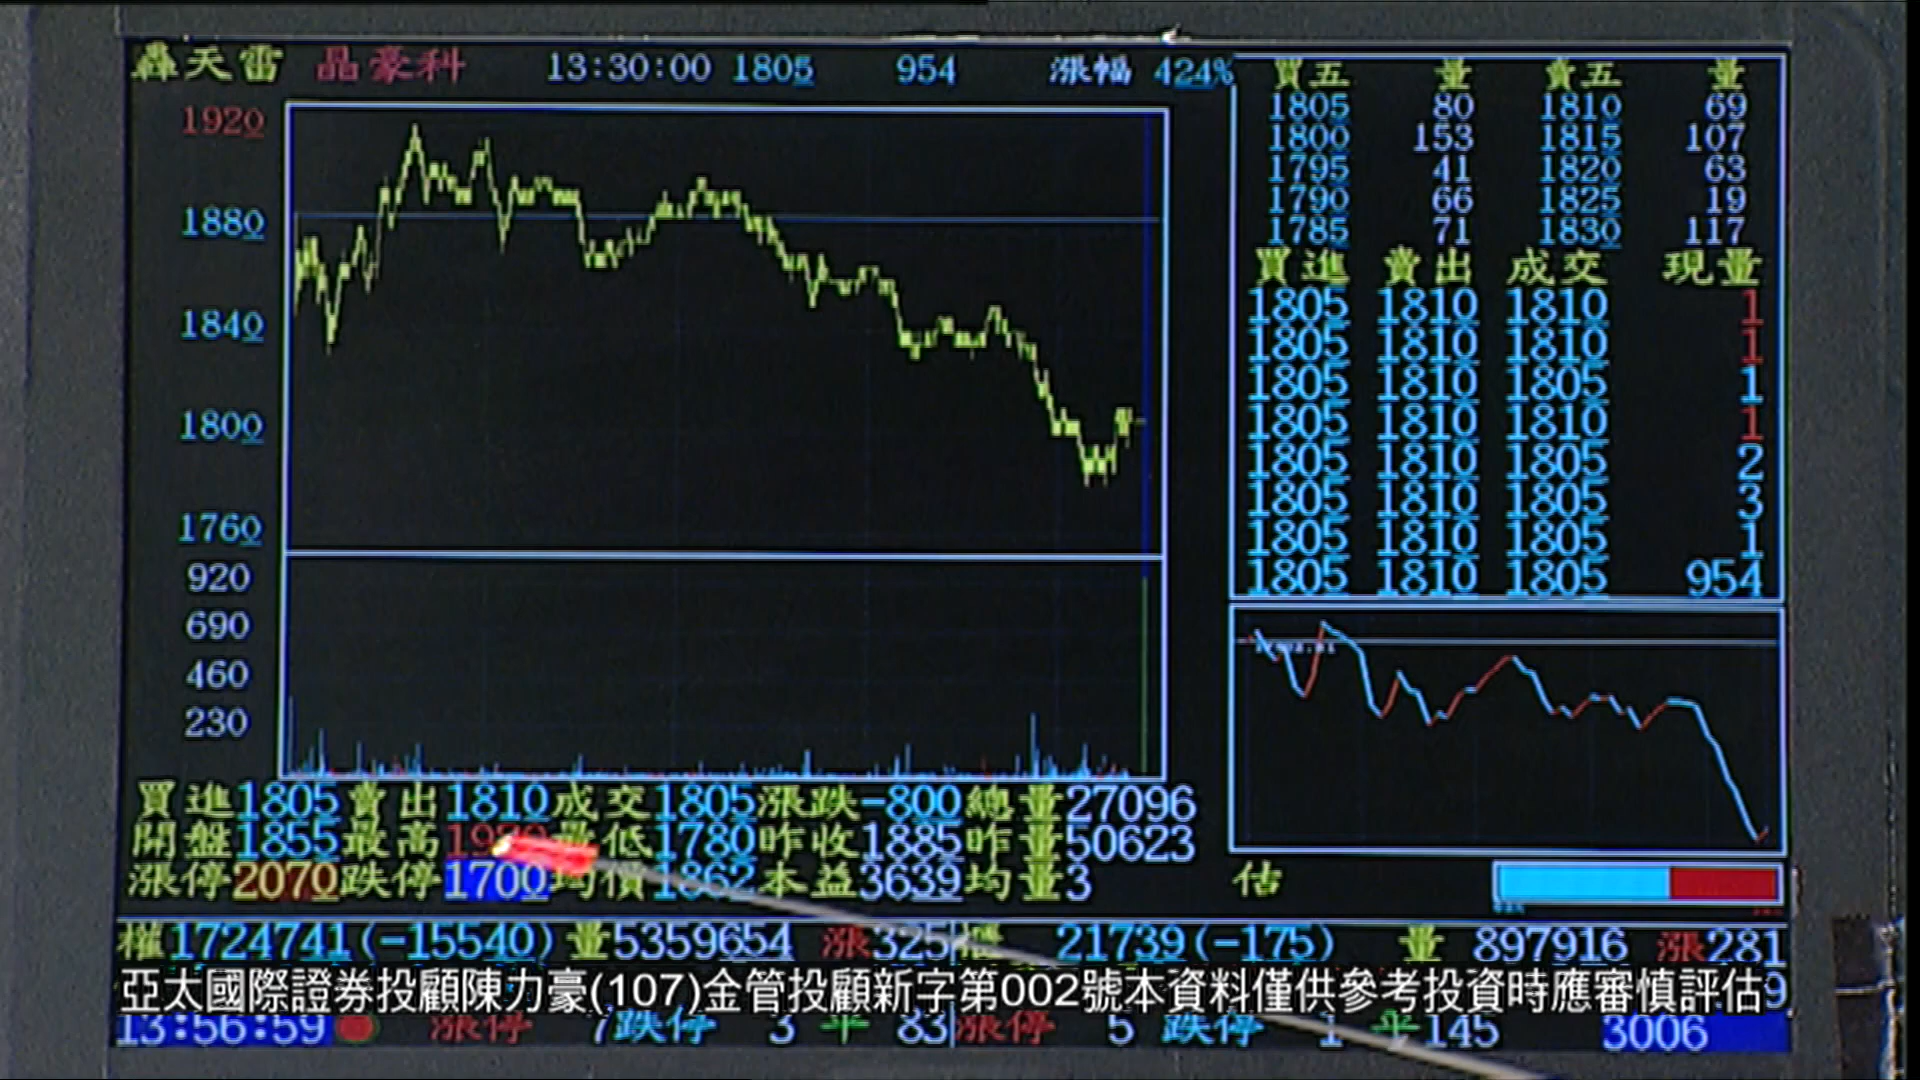 轟天雷 晶豪科 13:30:00 1805 954 漲幅 424%
買五 量 賣五 量
1805 80 1810 69
1800 153 1815 107
1795 41 1820 63
1790 66 1825 19
1785 71 1830 117
買進 賣出 成交 現量
1805 1810 1810 1
1805 1810 1810 1
1805 1810 1805 1
1805 1810 1810 1
1805 1810 1805 2
1805 1810 1805 3
1805 1810 1805 1
1805 1810 1805 954
1920
1880
1840
1800
1760
920
690
460
230
買進1805賣出1810成交1805漲跌-800總量27096
開盤1855最高 最低1780昨收1885昨量50623
漲停2070跌停1700均價1862本益3639均量3
估
權1724741(-15540)量5359654 漲325 21739(-175) 量 897916 漲281
亞太國際證券投顧陳力豪(107)金管投顧新字第002號本資料僅供參考投資時應審慎評估
13:56:59 漲停 7跌停 3 平 83漲停 5 跌停 1 平145 3006